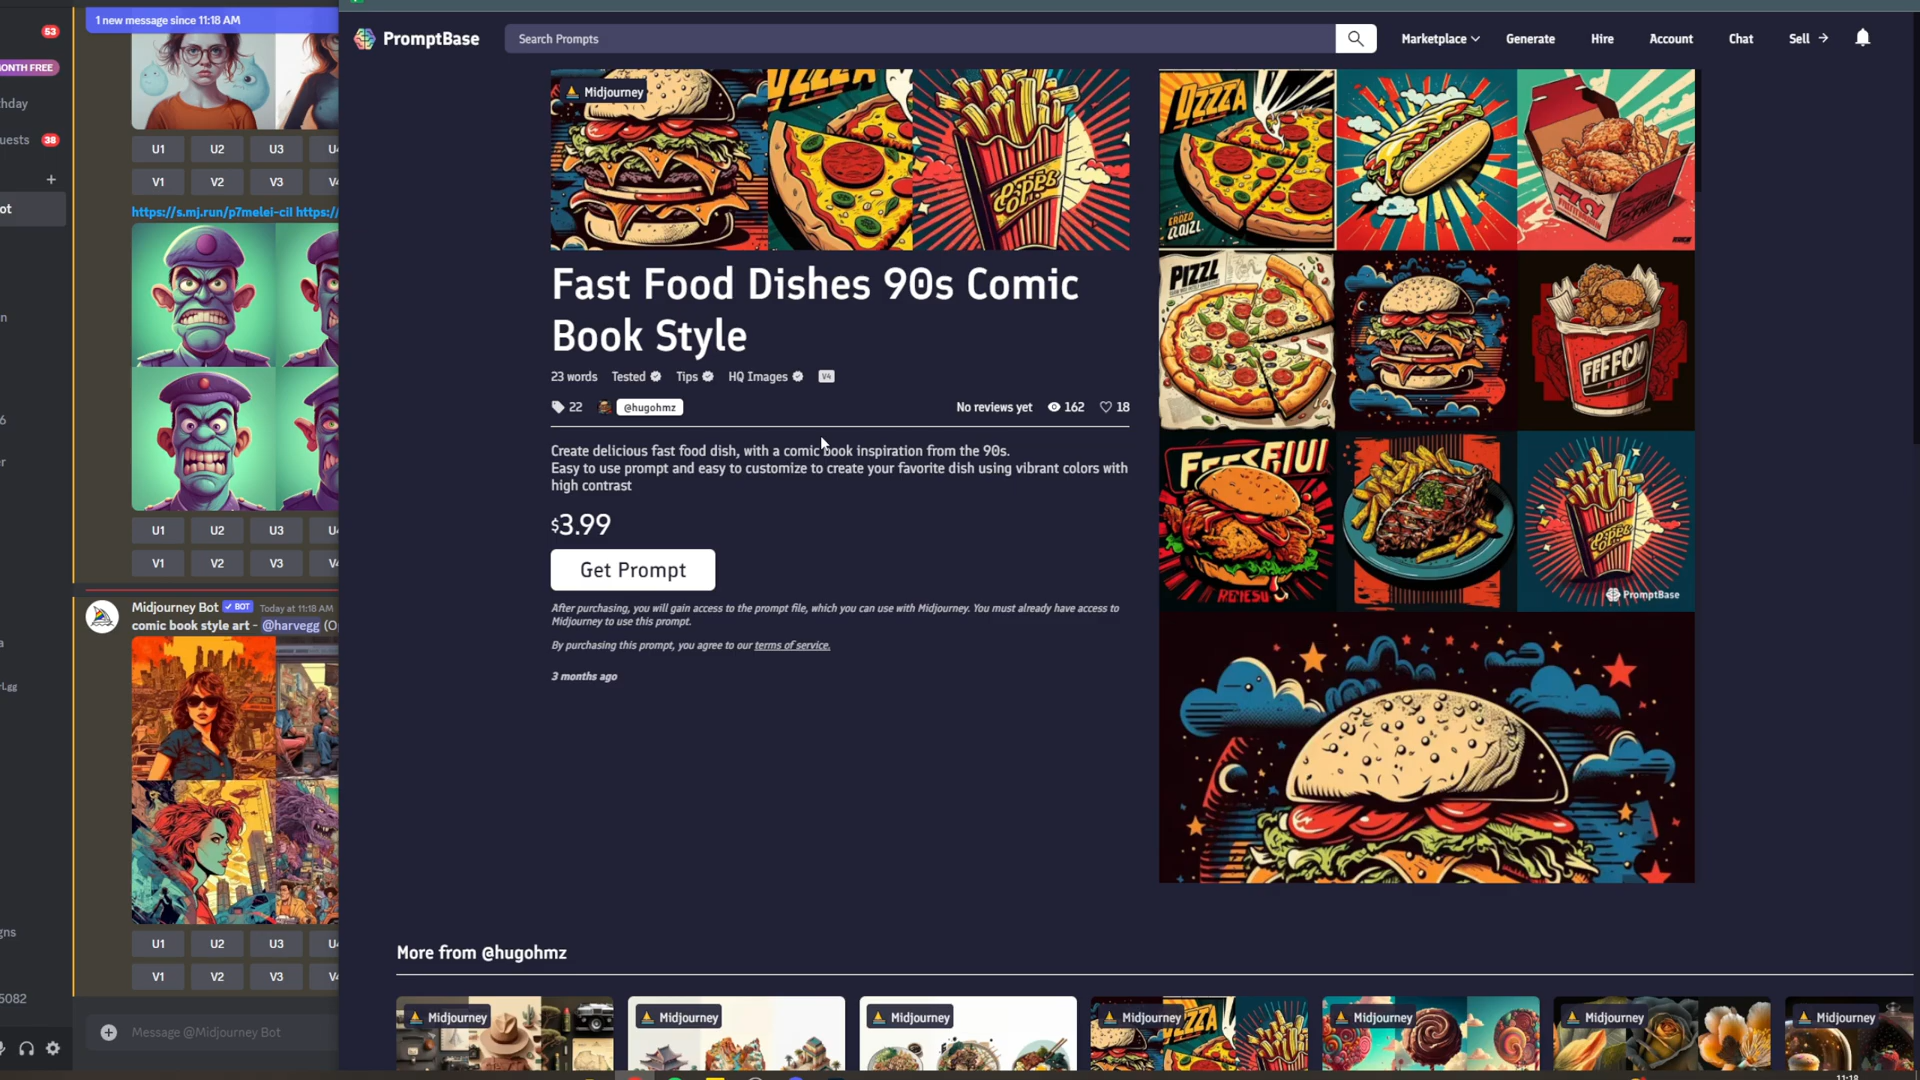 1 new message since 11:18 AM
53
ONTH FREE
hday
uests
38
ot
U1 U2 U3
V1 V2 V3
https://s.mj.run/p7melei-ciI https://
U1 U2 U3
V1 V2 V3
Midjourney Bot ✓ BOT Today at 11:18 AM
comic book style art - @harvegg
U1 U2 U3
V1 V2 V3
gns
5082
Message @Midjourney Bot
PromptBase
Search Prompts
Marketplace
Generate
Hire
Account
Chat
Sell →
Midjourney
Fast Food Dishes 90s Comic
Book Style
23 words Tested Tips HQ Images V4
22 @hugohmz
No reviews yet 162 18
Create delicious fast food dish, with a comic book inspiration from the 90s.
Easy to use prompt and easy to customize to create your favorite dish using vibrant colors with
high contrast
$3.99
Get Prompt
After purchasing, you will gain access to the prompt file, which you can use with Midjourney. You must already have access to
Midjourney to use this prompt.
By purchasing this prompt, you agree to our terms of service.
3 months ago
PIZZL
PromptBase
More from @hugohmz
Midjourney
Midjourney
Midjourney
Midjourney
Midjourney
Midjourney
Midjourney
11:18